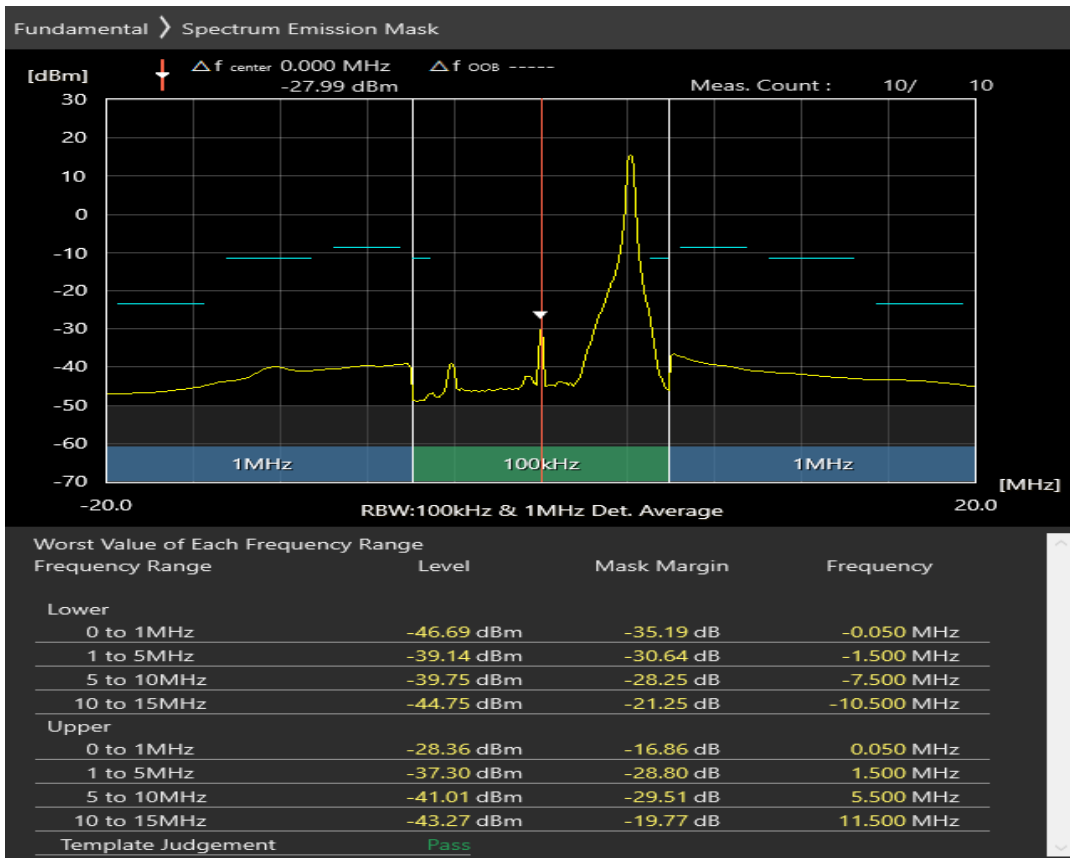 Fundamental ❯ Spectrum Emission Mask
[dBm] △f center 0.000 MHz △f OOB -----
-27.99 dBm Meas. Count : 10/ 10
30
20
10
0
-10
-20
-30
-40
-50
-60
1MHz 100kHz 1MHz
-70 [MHz]
-20.0 RBW:100kHz & 1MHz Det. Average 20.0
Worst Value of Each Frequency Range
Frequency Range Level Mask Margin Frequency
Lower
0 to 1MHz -46.69 dBm -35.19 dB -0.050 MHz
1 to 5MHz -39.14 dBm -30.64 dB -1.500 MHz
5 to 10MHz -39.75 dBm -28.25 dB -7.500 MHz
10 to 15MHz -44.75 dBm -21.25 dB -10.500 MHz
Upper
0 to 1MHz -28.36 dBm -16.86 dB 0.050 MHz
1 to 5MHz -37.30 dBm -28.80 dB 1.500 MHz
5 to 10MHz -41.01 dBm -29.51 dB 5.500 MHz
10 to 15MHz -43.27 dBm -19.77 dB 11.500 MHz
Template Judgement Pass